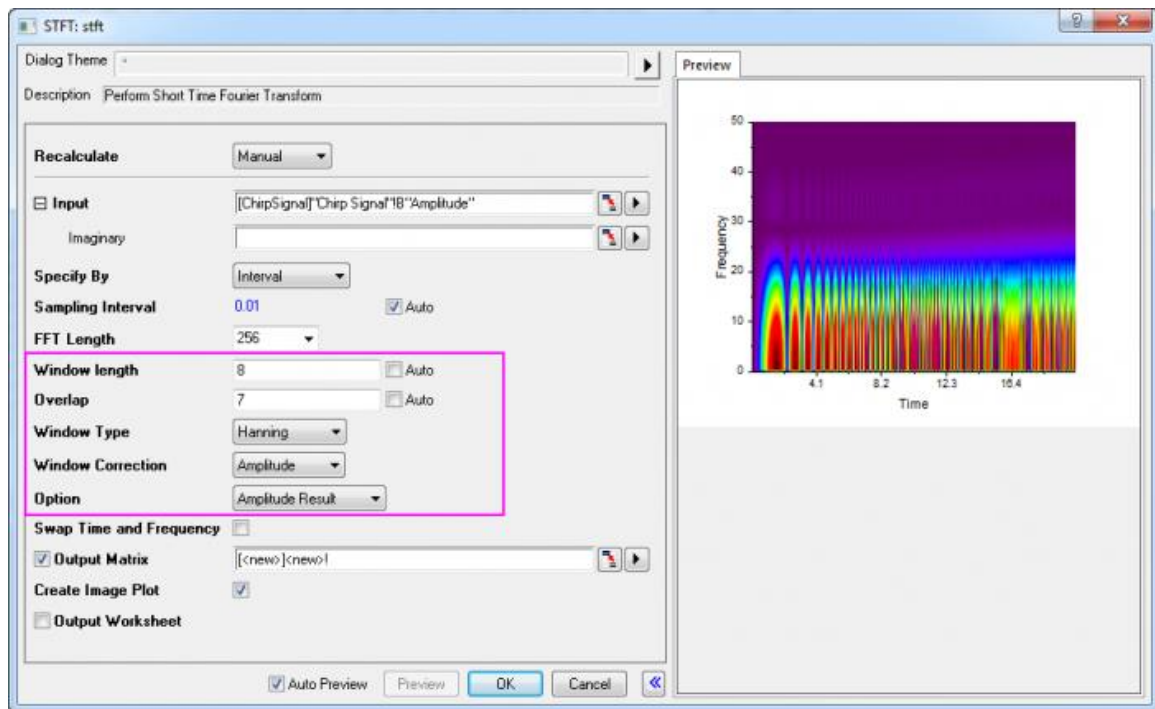 STFT: stft
Dialog Theme *
Description Perform Short Time Fourier Transform
Recalculate Manual
Input [ChirpSignal]"Chirp Signal"!B"Amplitude"
Imaginary
Specify By Interval
Sampling Interval 0.01 Auto
FFT Length 256
Window length 8 Auto
Overlap 7 Auto
Window Type Hanning
Window Correction Amplitude
Option Amplitude Result
Swap Time and Frequency
Output Matrix [<new>]<new>!
Create Image Plot
Output Worksheet
Auto Preview Preview OK Cancel
Preview
50
40
30
20
10
0
Frequency
4.1 8.2 12.3 16.4
Time